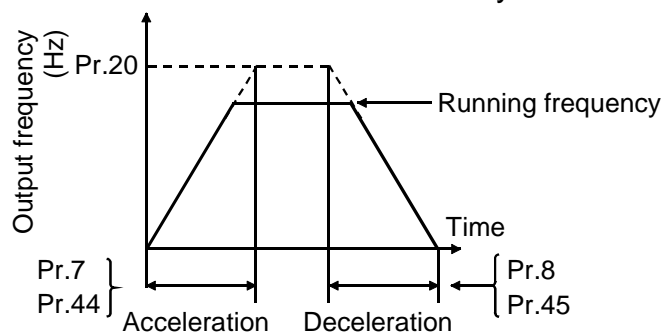 Output frequency
(Hz)
Pr.20
Running frequency
Time
Pr.7
Pr.44
Pr.8
Pr.45
Acceleration
Deceleration